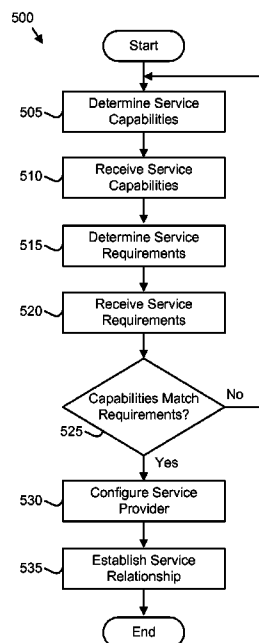 500
Start
505
Determine Service
Capabilities
510
Receive Service
Capabilities
515
Determine Service
Requirements
520
Receive Service
Requirements
Capabilities Match
Requirements?
No
525
Yes
530
Configure Service
Provider
535
Establish Service
Relationship
End